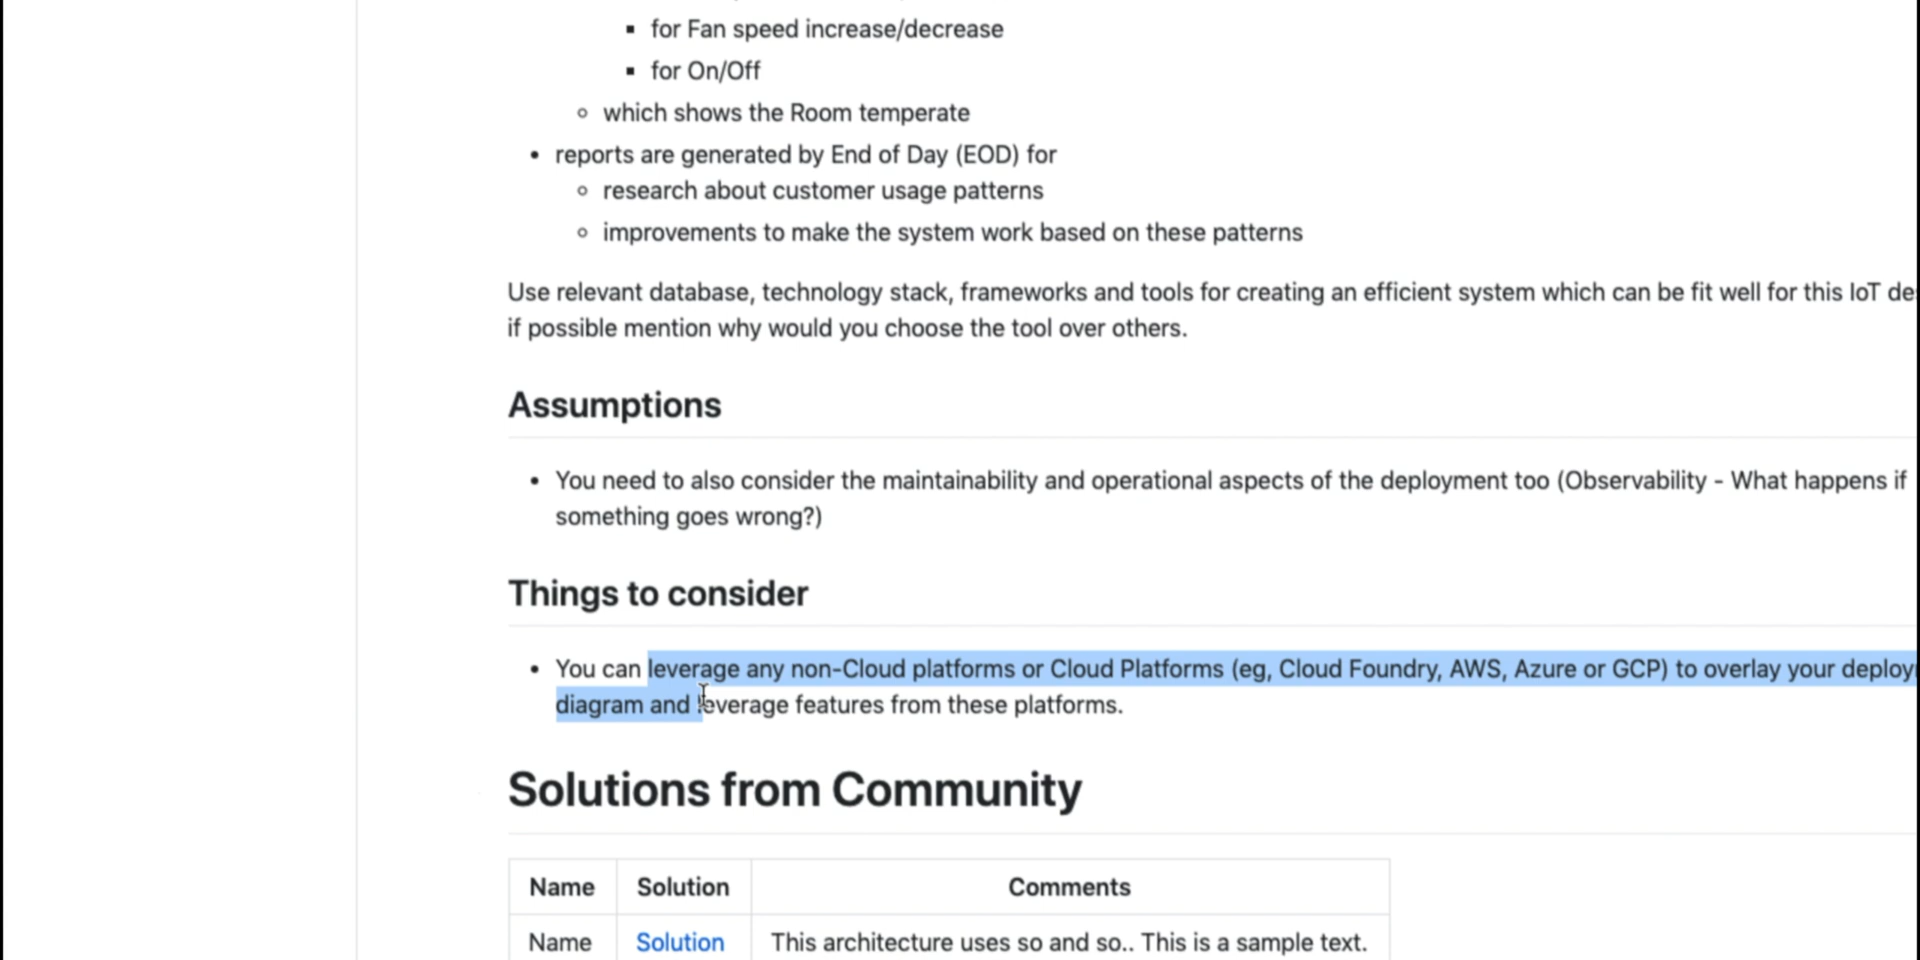 for Fan speed increase/decrease
for On/Off
which shows the Room temperate
reports are generated by End of Day (EOD) for
research about customer usage patterns
improvements to make the system work based on these patterns
Use relevant database, technology stack, frameworks and tools for creating an efficient system which can be fit well for this IoT
if possible mention why would you choose the tool over others.
Assumptions
You need to also consider the maintainability and operational aspects of the deployment too (Observability - What happens if
something goes wrong?)
Things to consider
You can leverage any non-Cloud platforms or Cloud Platforms (eg, Cloud Foundry, AWS, Azure or GCP) to overlay your
diagram and leverage features from these platforms.
Solutions from Community
Name Solution Comments
Name Solution This architecture uses so and so.. This is a sample text.